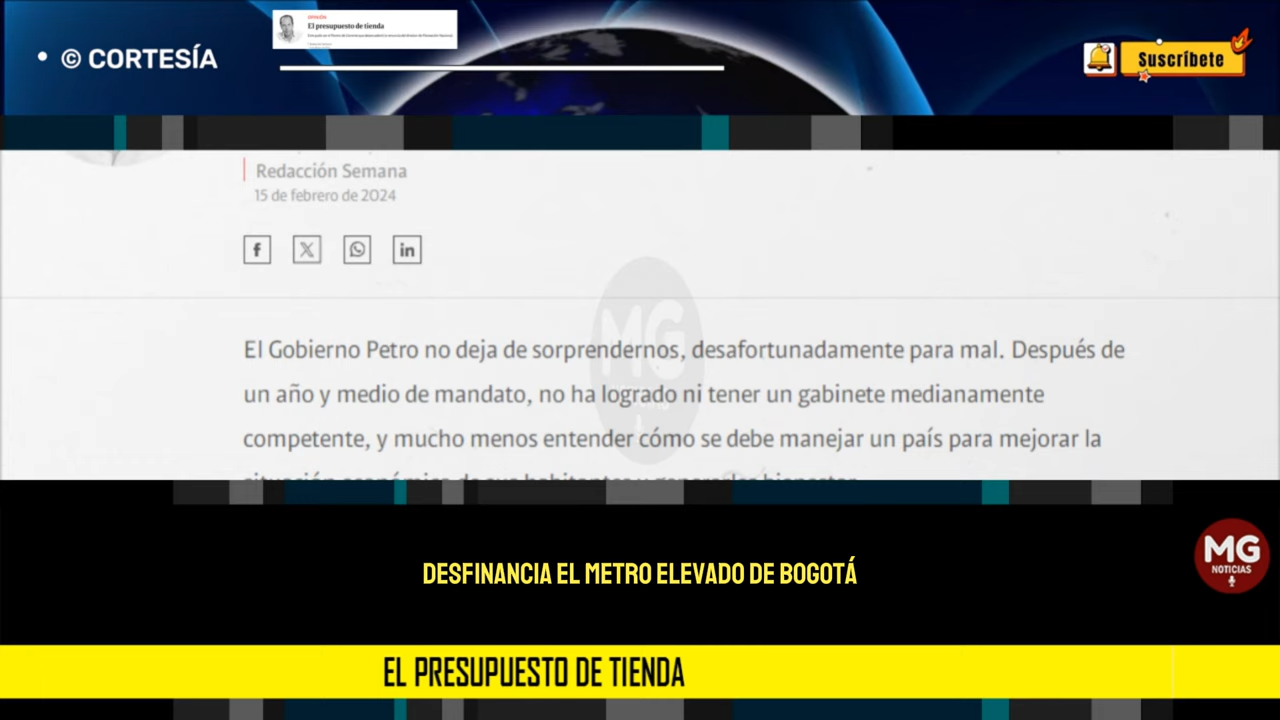 • © CORTESÍA
OPINIÓN
El presupuesto de tienda
Suscríbete
Redacción Semana
15 de febrero de 2024
El Gobierno Petro no deja de sorprendernos, desafortunadamente para mal. Después de
un año y medio de mandato, no ha logrado ni tener un gabinete medianamente
competente, y mucho menos entender cómo se debe manejar un país para mejorar la
MG
DESFINANCIA EL METRO ELEVADO DE BOGOTÁ
MG
NOTICIAS
EL PRESUPUESTO DE TIENDA